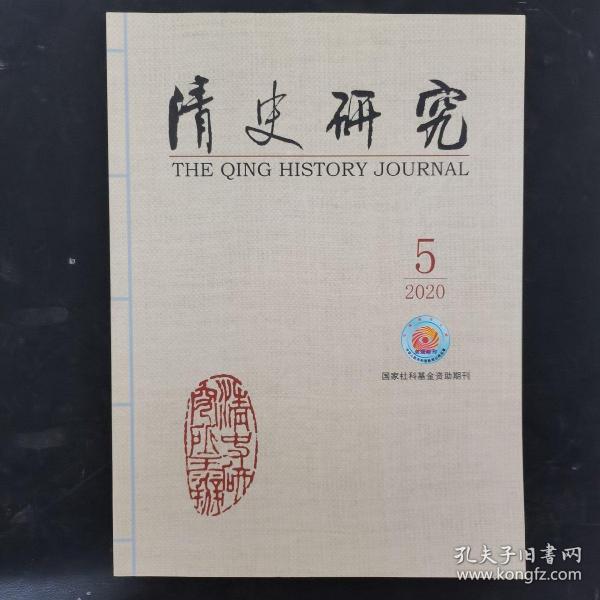 清史研究
THE QING HISTORY JOURNAL
5
2020
国家社科基金资助期刊
孔夫子旧书网
www.kongfz.com